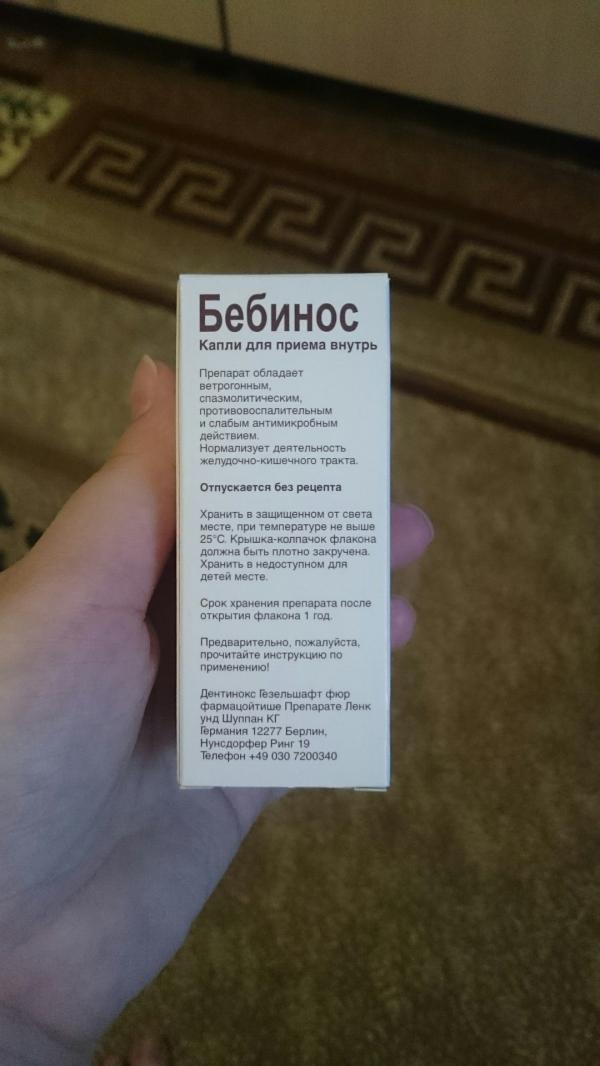 Бебинос
Капли для приема внутрь
Препарат обладает
ветрогонным,
спазмолитическим,
противовоспалительным
и слабым антимикробным
действием.
Нормализует деятельность
желудочно-кишечного тракта.
Отпускается без рецепта
Хранить в защищенном от света
месте, при температуре не выше
25°C. Крышка-колпачок флакона
должна быть плотно закручена.
Хранить в недоступном для
детей месте.
Срок хранения препарата после
открытия флакона 1 год.
Предварительно, пожалуйста,
прочитайте инструкцию по
применению!
Дентинокс Гезельшафт фюр
фармацойтише Препарате Ленк
унд Шуппан КГ
Германия 12277 Берлин,
Нунсдорфер Ринг 19
Телефон +49 030 7200340